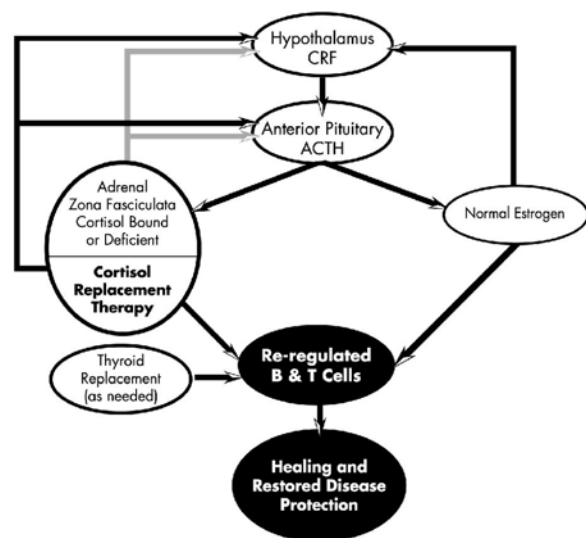 Hypothalamus
CRF
Anterior Pituitary
ACTH
Adrenal
Zona Fasciculata
Cortisol Bound
or Deficient
Cortisol
Replacement
Therapy
Normal Estrogen
Thyroid
Replacement
(as needed)
Re-regulated
B & T Cells
Healing and
Restored Disease
Protection